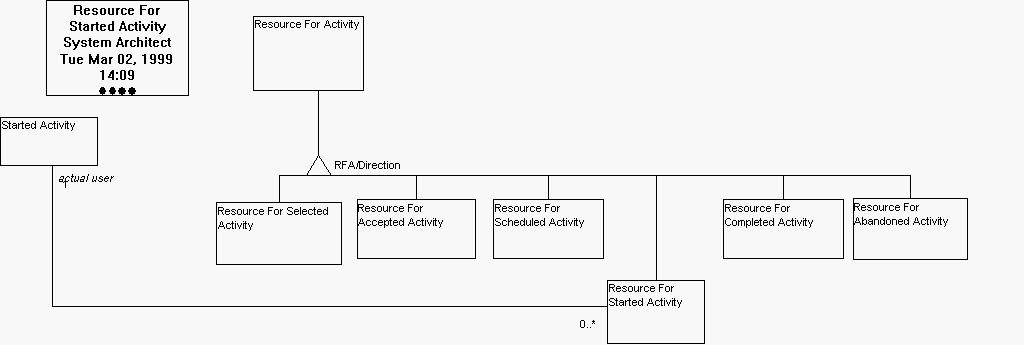 Resource For
Started Activity
System Architect
Tue Mar 02, 1999
14:09
Resource For Activity
Started Activity
actual user
RFA/Direction
Resource For Selected
Activity
Resource For
Accepted Activity
Resource For
Scheduled Activity
Resource For
Completed Activity
Resource For
Abandoned Activity
Resource For
Started Activity
0..*